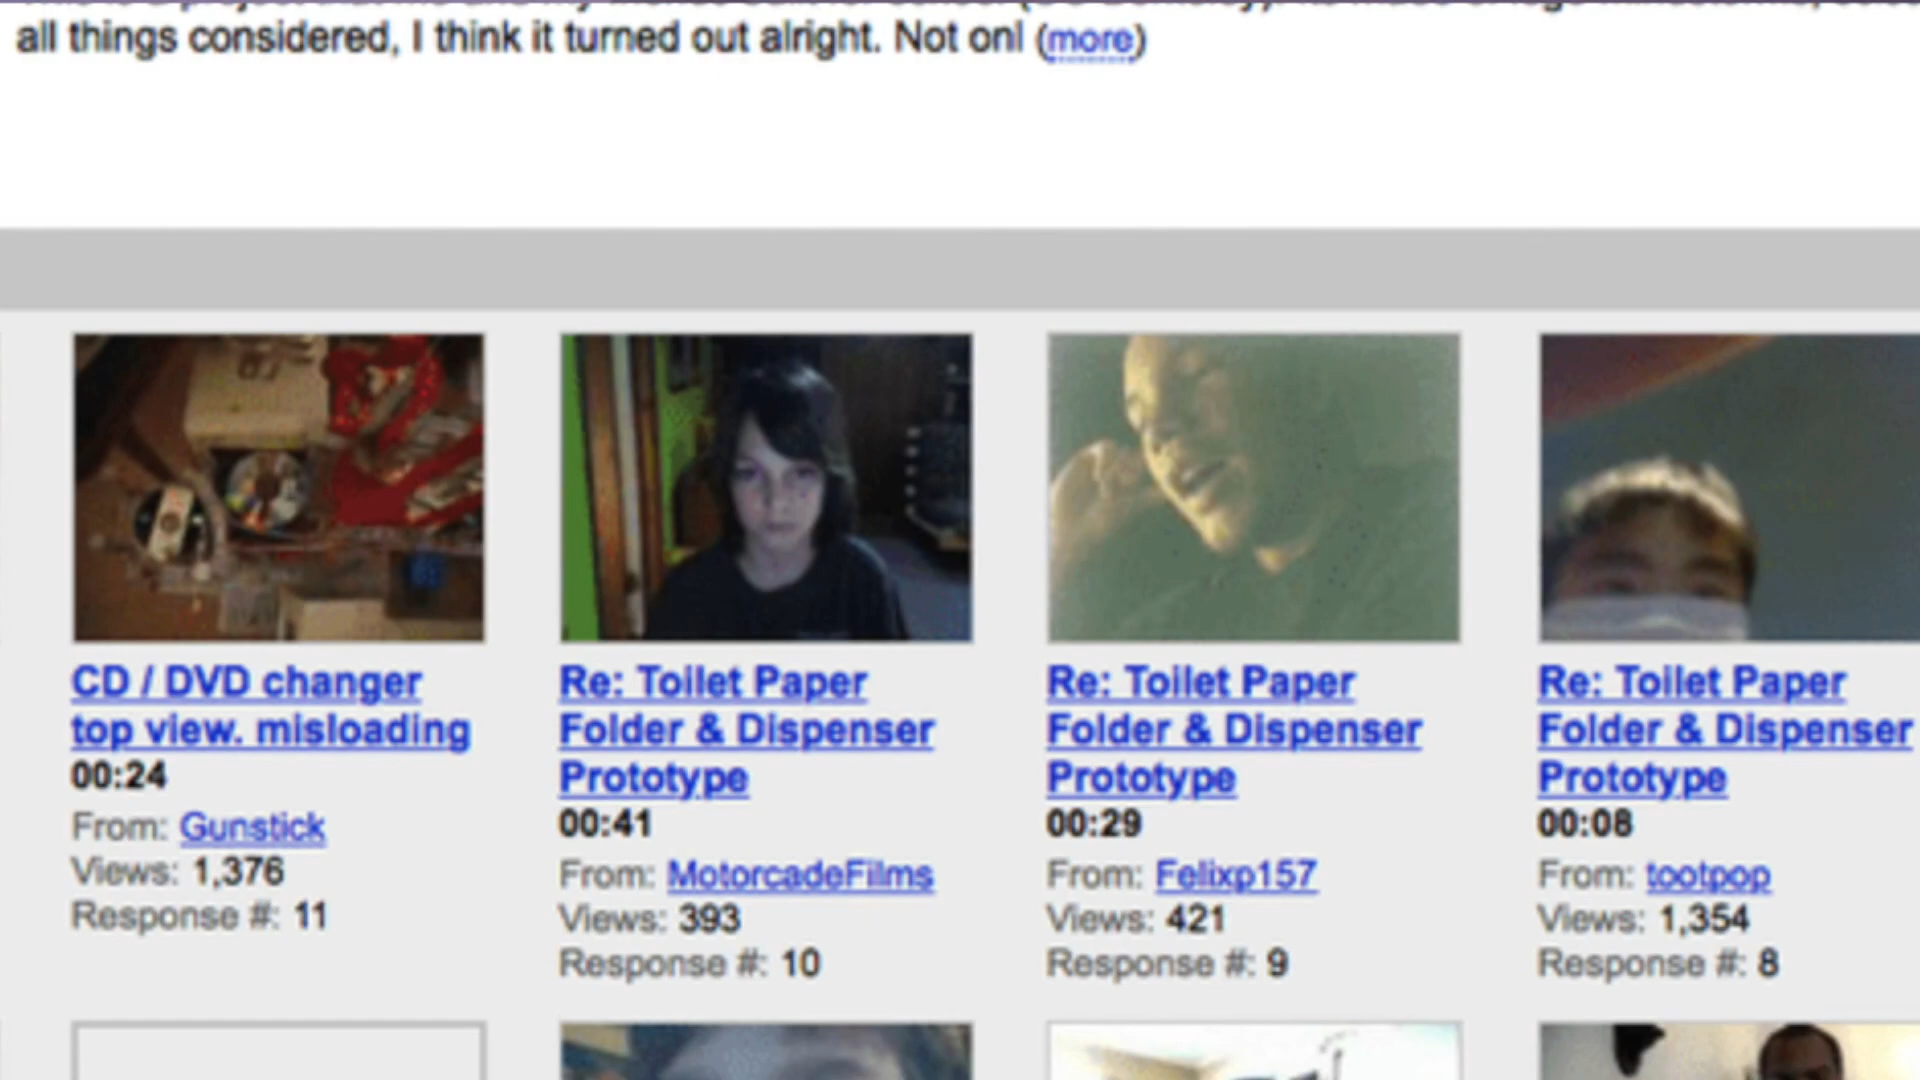 all things considered, I think it turned out alright. Not onl (more)
CD / DVD changer
top view. misloading
00:24
From: Gunstick
Views: 1,376
Response #: 11
Re: Toilet Paper
Folder & Dispenser
Prototype
00:41
From: MotorcadeFilms
Views: 393
Response #: 10
Re: Toilet Paper
Folder & Dispenser
Prototype
00:29
From: Felixp157
Views: 421
Response #: 9
Re: Toilet Paper
Folder & Dispenser
Prototype
00:08
From: tootpop
Views: 1,354
Response #: 8